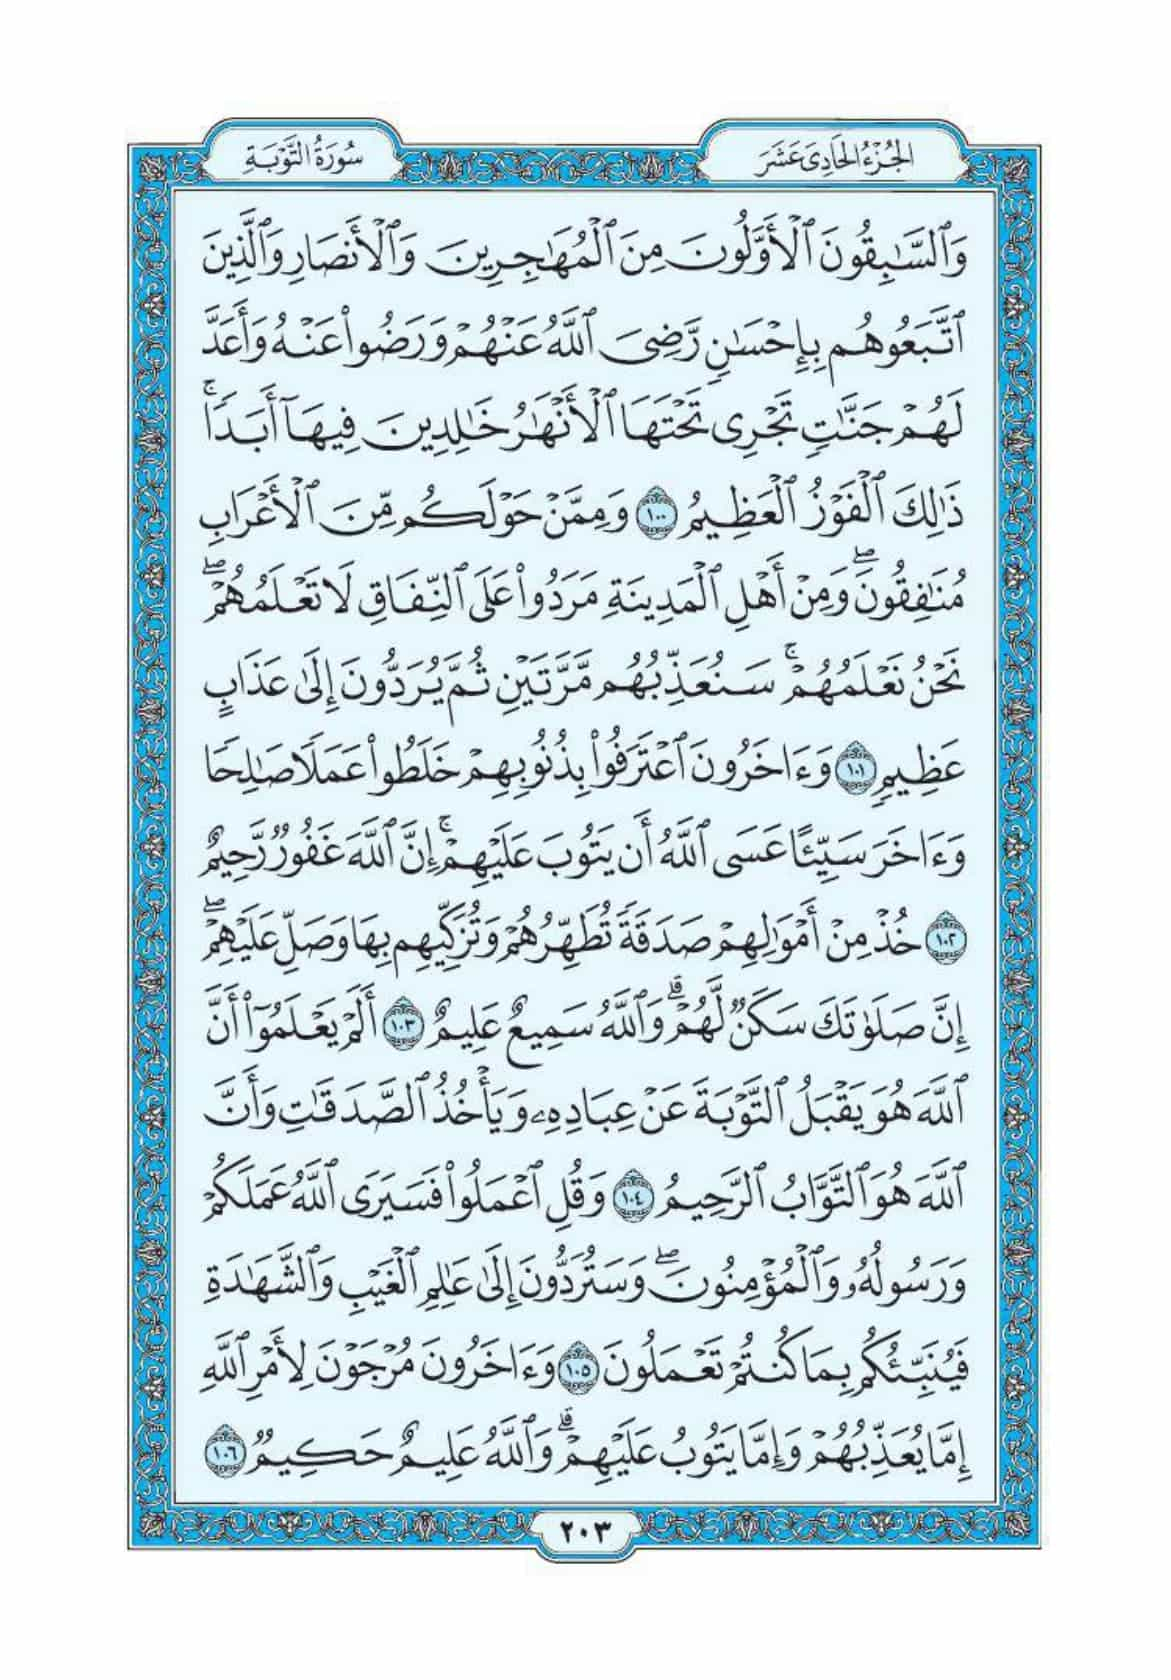 الجُزْءُ الحَادِى عَشَرَ
سُورَةُ التَّوْبَةِ
وَٱلسَّٰبِقُونَ ٱلْأَوَّلُونَ مِنَ ٱلْمُهَٰجِرِينَ وَٱلْأَنصَارِ وَٱلَّذِينَ
ٱتَّبَعُوهُم بِإِحْسَٰنٍ رَّضِىَ ٱللَّهُ عَنْهُمْ وَرَضُوا۟ عَنْهُ وَأَعَدَّ
لَهُمْ جَنَّٰتٍ تَجْرِى تَحْتَهَا ٱلْأَنْهَٰرُ خَٰلِدِينَ فِيهَآ أَبَدًا ۚ
ذَٰلِكَ ٱلْفَوْزُ ٱلْعَظِيمُ ١٠٠ وَمِمَّنْ حَوْلَكُم مِّنَ ٱلْأَعْرَابِ
مُنَٰفِقُونَ ۖ وَمِنْ أَهْلِ ٱلْمَدِينَةِ مَرَدُوا۟ عَلَى ٱلنِّفَاقِ لَا تَعْلَمُهُمْ ۖ
نَحْنُ نَعْلَمُهُمْ ۚ سَنُعَذِّبُهُم مَّرَّتَيْنِ ثُمَّ يُرَدُّونَ إِلَىٰ عَذَابٍ
عَظِيمٍ ١٠١ وَءَاخَرُونَ ٱعْتَرَفُوا۟ بِذُنُوبِهِمْ خَلَطُوا۟ عَمَلًا صَٰلِحًا
وَءَاخَرَ سَيِّئًا عَسَى ٱللَّهُ أَن يَتُوبَ عَلَيْهِمْ ۚ إِنَّ ٱللَّهَ غَفُورٌ رَّحِيمٌ
١٠٢ خُذْ مِنْ أَمْوَٰلِهِمْ صَدَقَةً تُطَهِّرُهُمْ وَتُزَكِّيهِم بِهَا وَصَلِّ عَلَيْهِمْ ۖ
إِنَّ صَلَوٰتَكَ سَكَنٌ لَّهُمْ ۗ وَٱللَّهُ سَمِيعٌ عَلِيمٌ ١٠٣ أَلَمْ يَعْلَمُوٓا۟ أَنَّ
ٱللَّهَ هُوَ يَقْبَلُ ٱلتَّوْبَةَ عَنْ عِبَادِهِۦ وَيَأْخُذُ ٱلصَّدَقَٰتِ وَأَنَّ
ٱللَّهَ هُوَ ٱلتَّوَّابُ ٱلرَّحِيمُ ١٠٤ وَقُلِ ٱعْمَلُوا۟ فَسَيَرَى ٱللَّهُ عَمَلَكُمْ
وَرَسُولُهُۥ وَٱلْمُؤْمِنُونَ ۖ وَسَتُرَدُّونَ إِلَىٰ عَٰلِمِ ٱلْغَيْبِ وَٱلشَّهَٰدَةِ
فَيُنَبِّئُكُم بِمَا كُنتُمْ تَعْمَلُونَ ١٠٥ وَءَاخَرُونَ مُرْجَوْنَ لِأَمْرِ ٱللَّهِ
إِمَّا يُعَذِّبُهُمْ وَإِمَّا يَتُوبُ عَلَيْهِمْ ۗ وَٱللَّهُ عَلِيمٌ حَكِيمٌ ١٠٦
٢٠٣